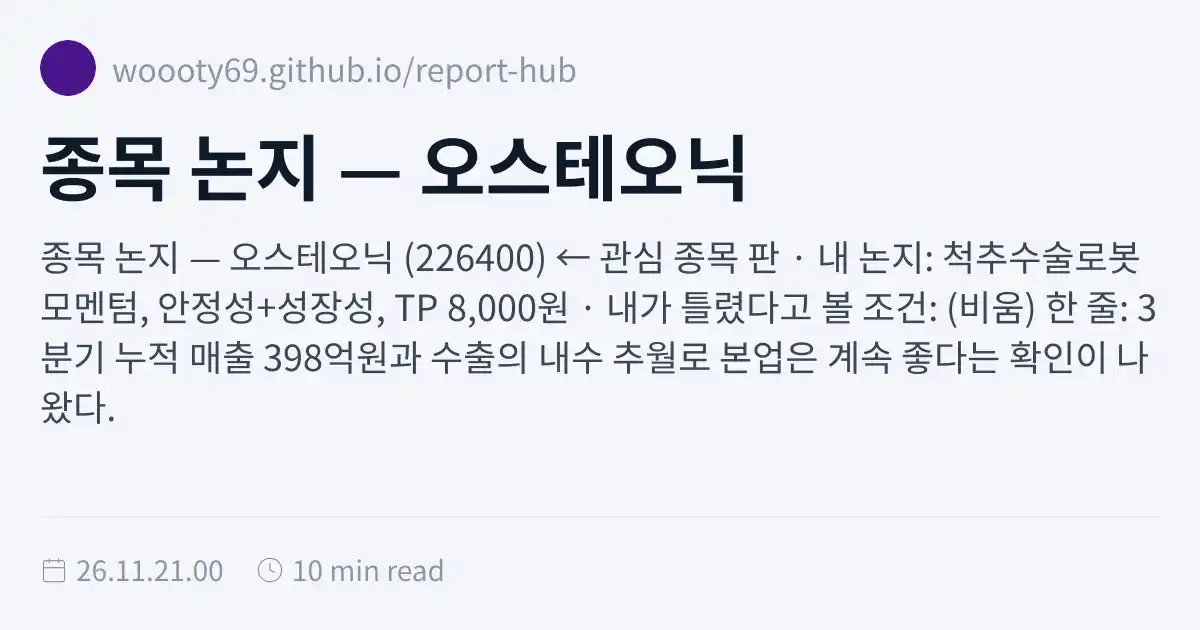 woooty69.github.io/report-hub
종목 논지 — 오스테오닉
종목 논지 — 오스테오닉 (226400) ← 관심 종목 판 · 내 논지: 척추수술로봇
모멘텀, 안정성+성장성, TP 8,000원 · 내가 틀렸다고 볼 조건: (비움) 한 줄: 3
분기 누적 매출 398억원과 수출의 내수 추월로 본업은 계속 좋다는 확인이 나
왔다.
26.11.21.00
10 min read